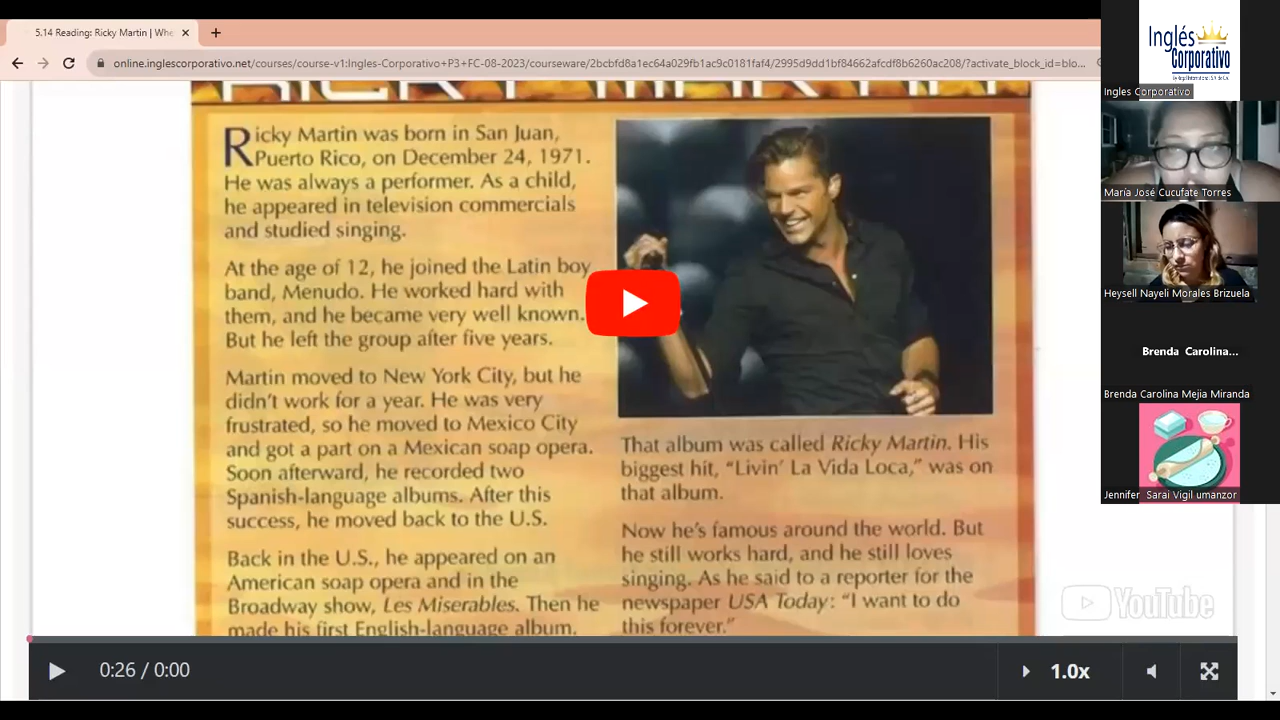 5.14 Reading: Ricky Martin | Whe
online.inglescorporativo.net/courses/course-v1:Ingles-Corporativo+P3+FC-08-2020/courseware/2bcbfd8a1ec64a029fb1ac9c0181faf4/2995d9dd1bf84662afcdf8b6260ac208/?activate_block_id=blo...
RICKY MARTIN
Ricky Martin was born in San Juan,
Puerto Rico, on December 24, 1971.
He was always a performer. As a child,
he appeared in television commercials
and studied singing.
At the age of 12, he joined the Latin boy
band, Menudo. He worked hard with
them, and he became very well known.
But he left the group after five years.
Martin moved to New York City, but he
didn't work for a year. He was very
frustrated, so he moved to Mexico City
and got a part on a Mexican soap opera.
Soon afterward, he recorded two
Spanish-language albums. After this
success, he moved back to the U.S.
Back in the U.S., he appeared on an
American soap opera and in the
Broadway show, Les Miserables. Then he
made his first English-language album.
That album was called Ricky Martin. His
biggest hit, “Livin' La Vida Loca,” was on
that album.
Now he's famous around the world. But
he still works hard, and he still loves
singing. As he said to a reporter for the
newspaper USA Today: “I want to do
this forever.”
YouTube
0:26 / 0:00
1.0x
Inglés
Corporativo
Ingles Corporativo
María José Cucufate Torres
Heysell Nayeli Morales Brizuela
Brenda Carolina...
Brenda Carolina Mejia Miranda
Jennifer Sarai Vigil umanzor